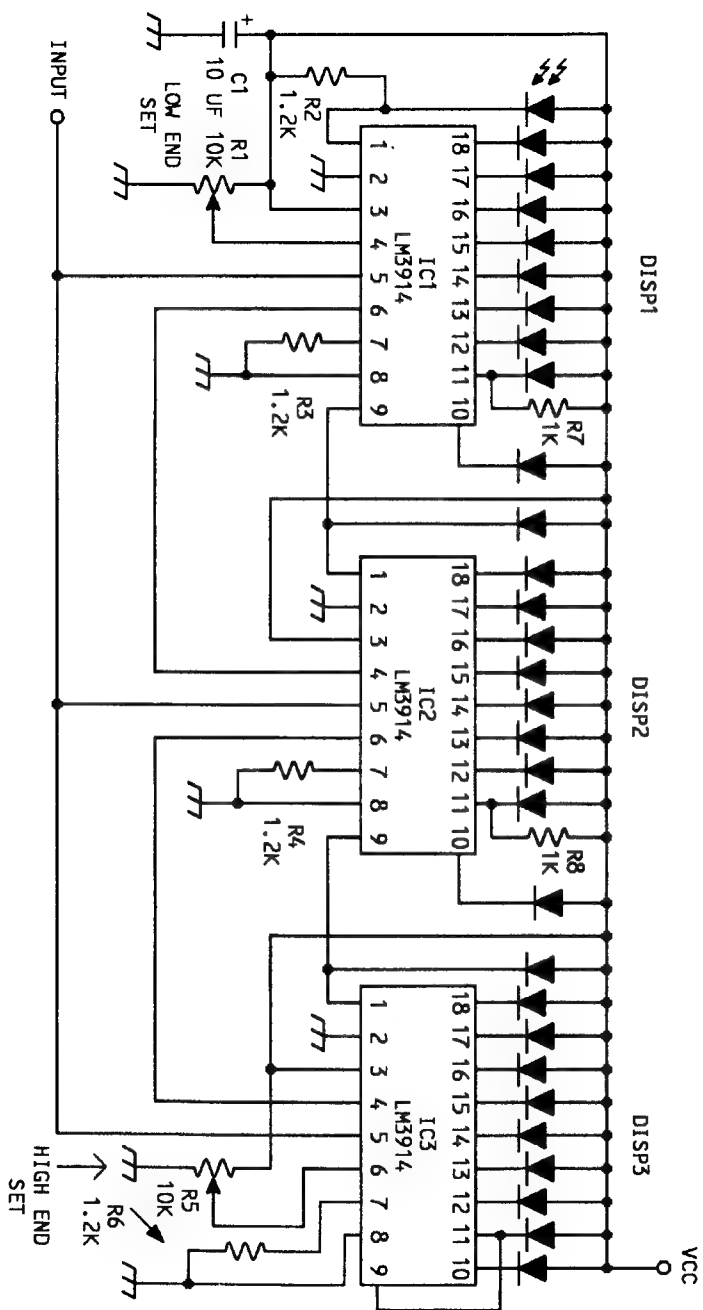 VCC
DISP1
DISP2
DISP3
R7
1K
R8
1K
18 17 16 15 14 13 12 11 10
IC1
LM3914
1 2 3 4 5 6 7 8 9
18 17 16 15 14 13 12 11 10
IC2
LM3914
1 2 3 4 5 6 7 8 9
18 17 16 15 14 13 12 11 10
IC3
LM3914
1 2 3 4 5 6 7 8 9
+
R2
1.2K
C1
10 UF
R1
10K
LOW END
SET
R3
1.2K
R4
1.2K
R5
10K
R6
1.2K
INPUT
HIGH END
SET